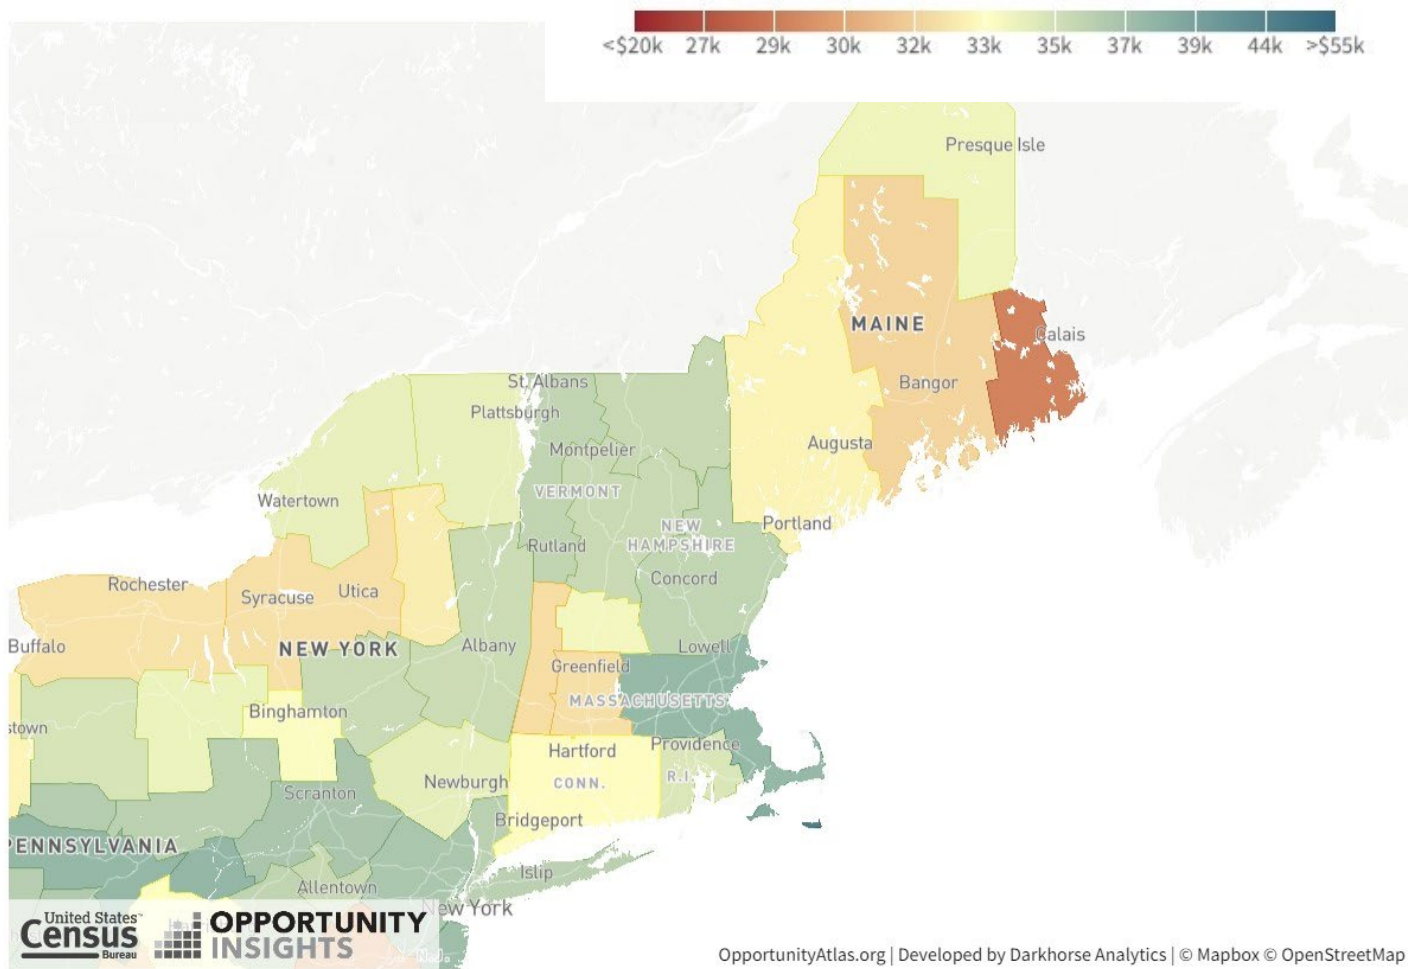 <$20k 27k 29k 30k 32k 33k 35k 37k 39k 44k >$55k
Presque Isle
MAINE
Calais
St. Albans
Bangor
Plattsburgh
Augusta
Montpelier
VERMONT
Watertown
Portland
NEW
HAMPSHIRE
Rutland
Rochester
Concord
Syracuse
Utica
Buffalo
NEW YORK
Albany
Lowell
Greenfield
MASSACHUSETTS
Binghamton
stown
Hartford
Providence
Newburgh
CONN.
R.I.
Scranton
Bridgeport
PENNSYLVANIA
Islip
Allentown
New York
N.J.
United States™
Census
Bureau
OPPORTUNITY
INSIGHTS
OpportunityAtlas.org | Developed by Darkhorse Analytics | © Mapbox © OpenStreetMap